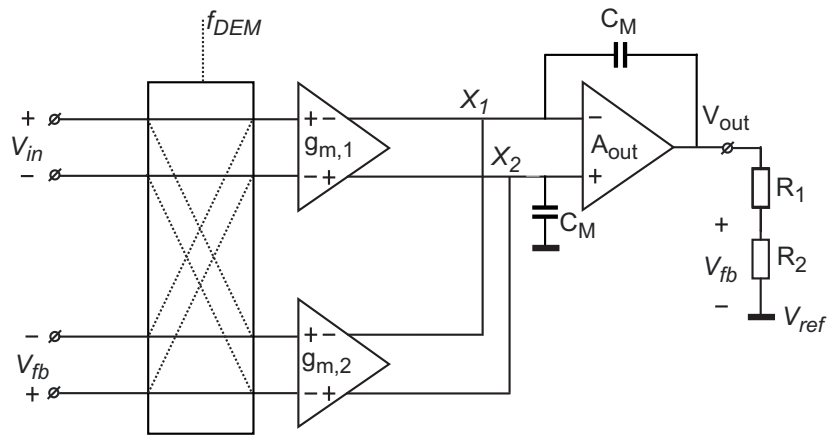 f_DEM
C_M
+
V_in
−
+ −
g_m,1
− +
X_1
X_2
−
A_out
+
V_out
C_M
R_1
+
V_fb
−
R_2
V_ref
−
V_fb
+
+ −
g_m,2
− +